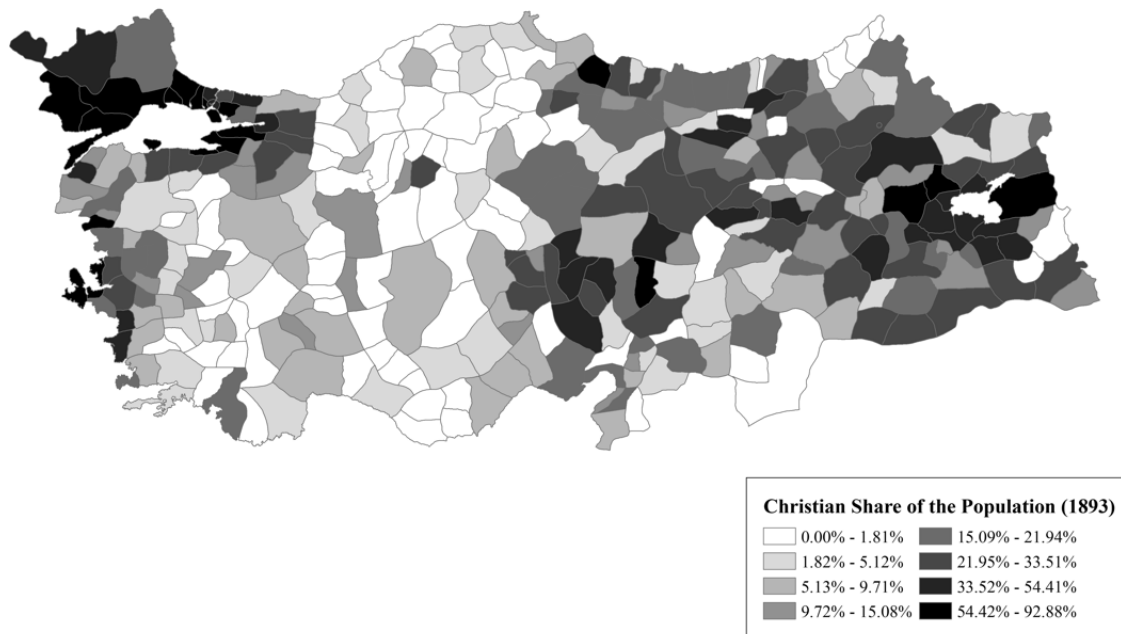 Christian Share of the Population (1893)
0.00% - 1.81%
1.82% - 5.12%
5.13% - 9.71%
9.72% - 15.08%
15.09% - 21.94%
21.95% - 33.51%
33.52% - 54.41%
54.42% - 92.88%